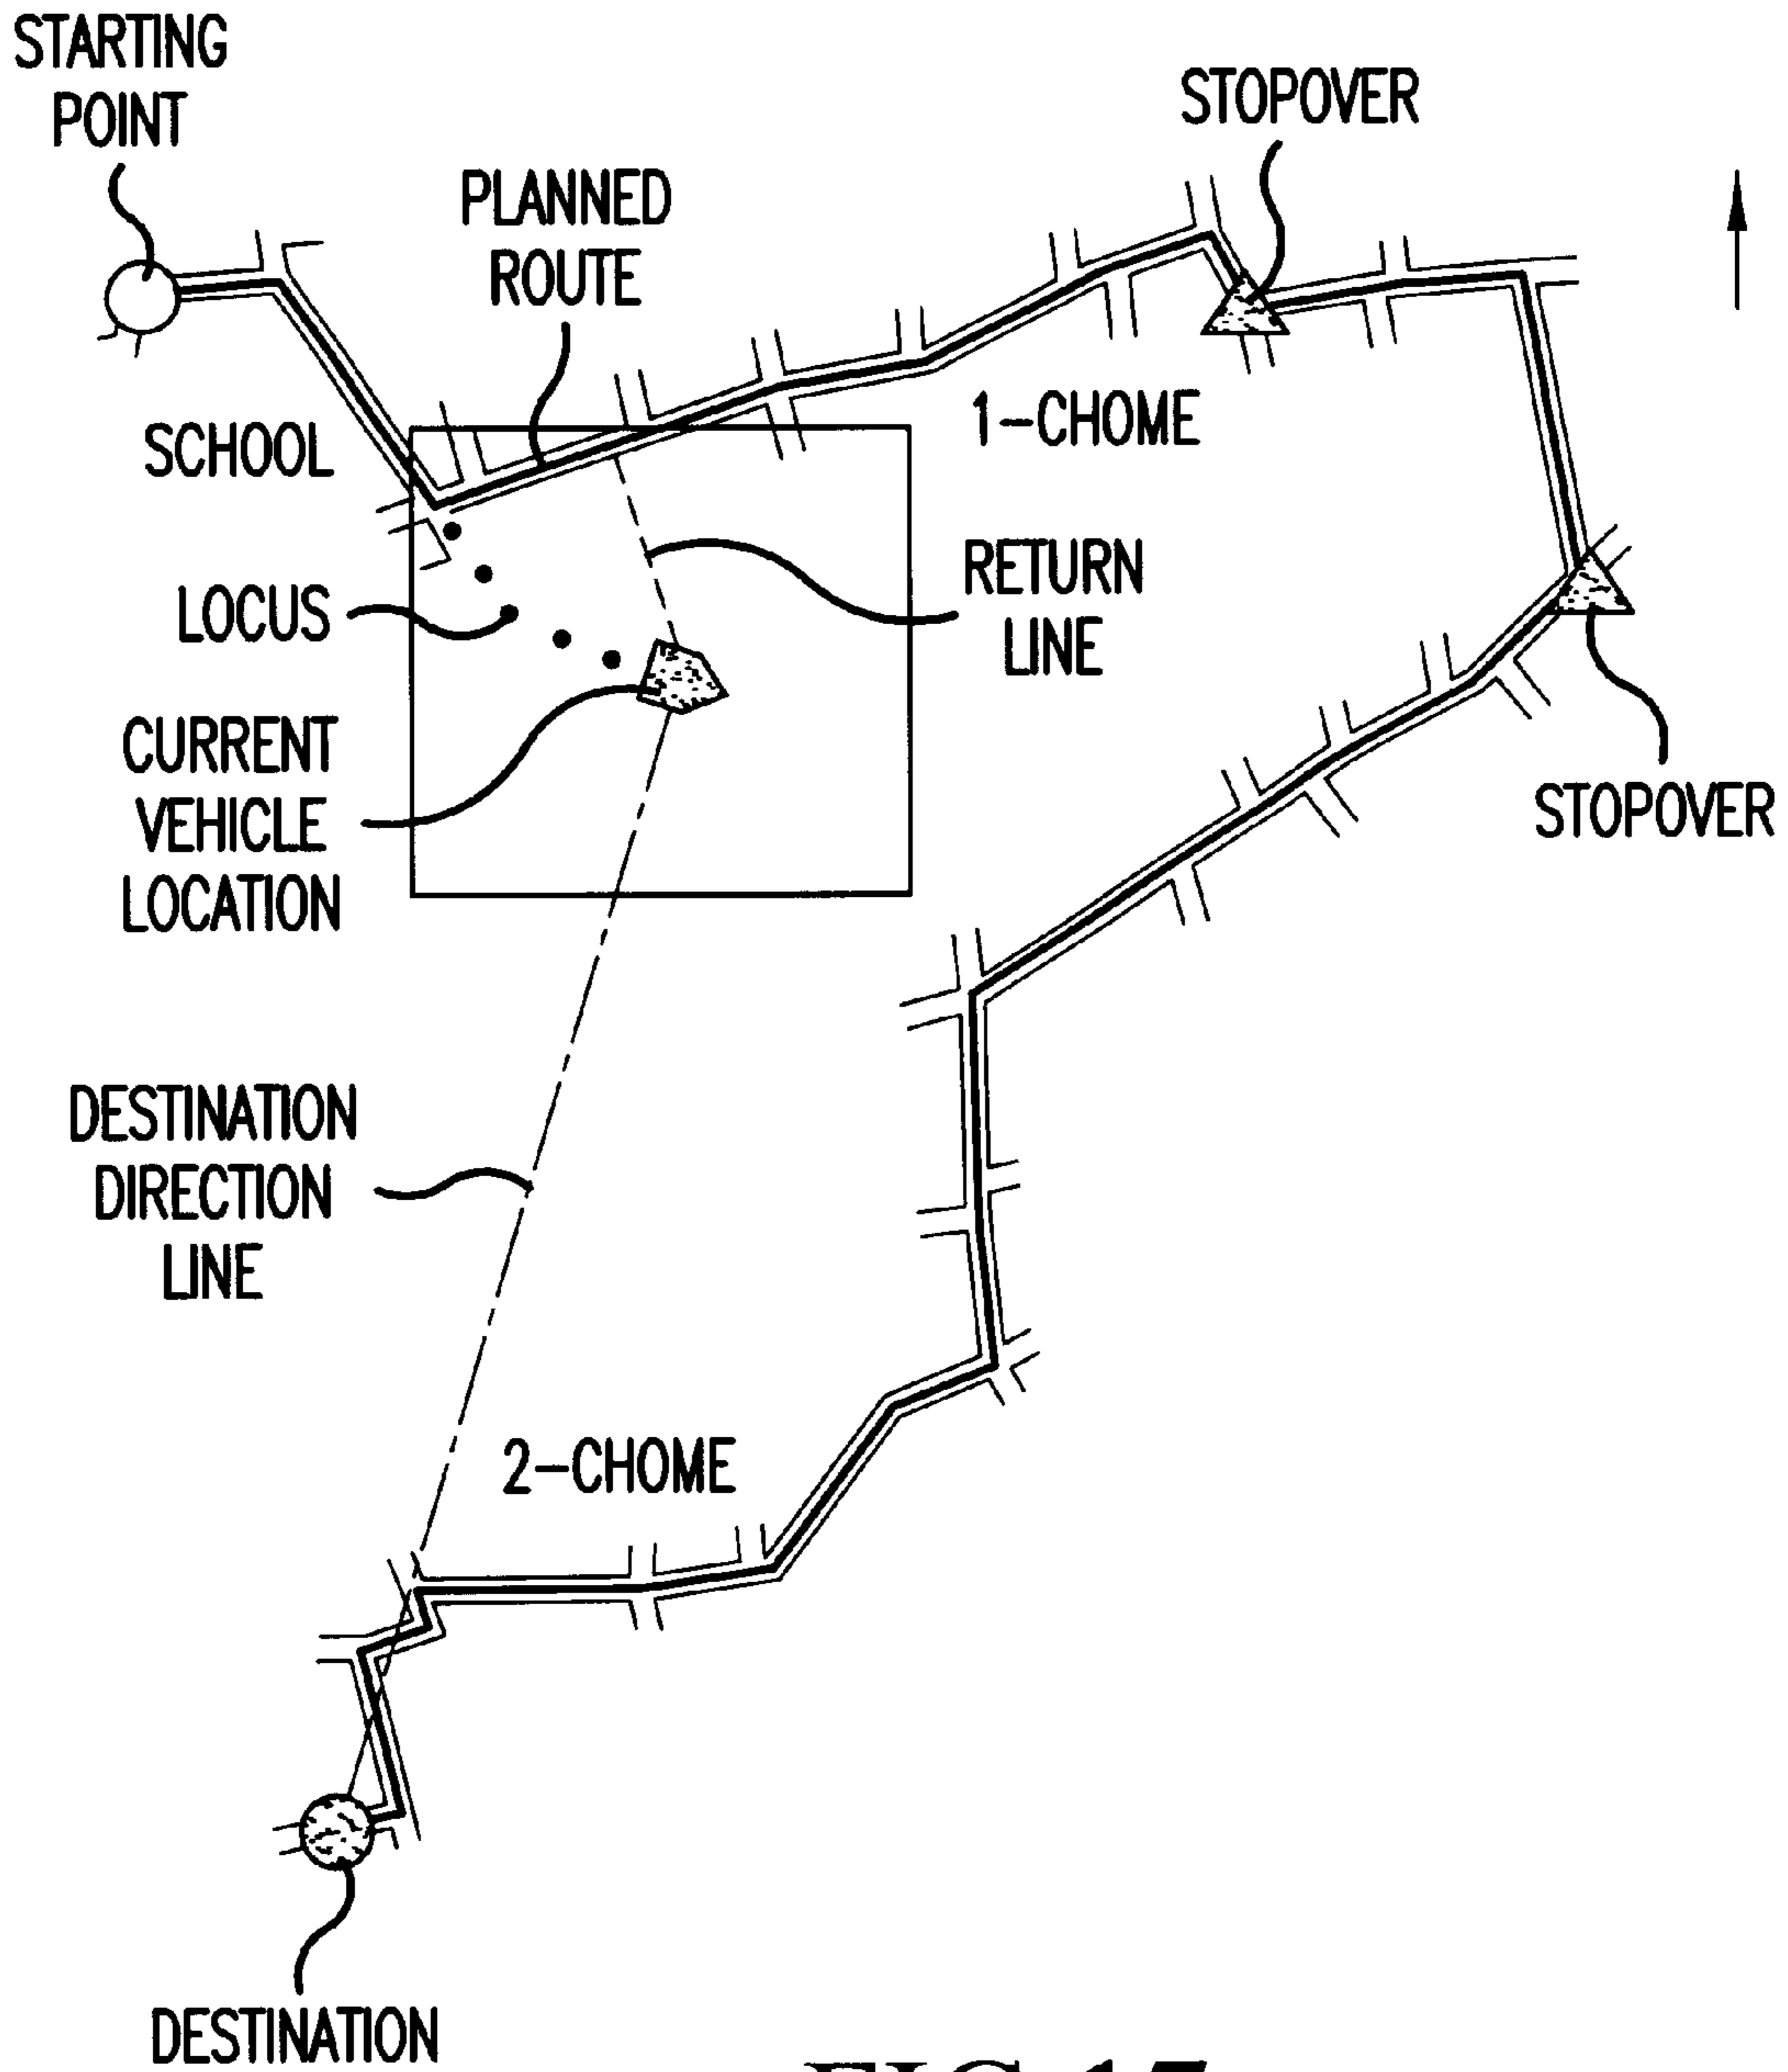 STARTING
POINT
STOPOVER
PLANNED
ROUTE
1-CHOME
SCHOOL
RETURN
LINE
LOCUS
CURRENT
VEHICLE
LOCATION
STOPOVER
DESTINATION
DIRECTION
LINE
2-CHOME
DESTINATION